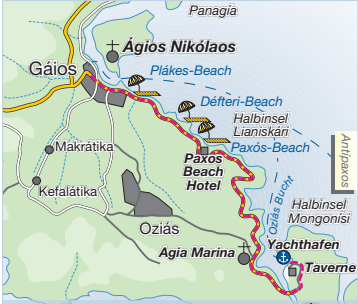 Panagía
Ágios Nikólaos
Gáios
Plákes-Beach
Défteri-Beach
Halbinsel
Lianiskári
Makrátika
Paxós-Beach
Paxos
Beach
Hotel
Antípaxos
Kefalátika
Oziás Bucht
Halbinsel
Mongonísi
Oziás
Yachthafen
Agia Marina
Taverne